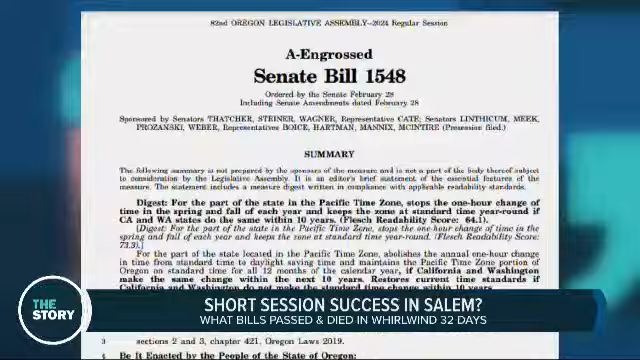 82nd OREGON LEGISLATIVE ASSEMBLY--2024 Regular Session
A-Engrossed
Senate Bill 1548
Ordered by the Senate February 28
Including Senate Amendments dated February 28
Sponsored by Senators THATCHER, STEINER, WAGNER, Representative CATE; Senators LINTHICUM, MEEK,
PROZANSKI, WEBER, Representatives BOICE, HARTMAN, MANNIX, MCINTIRE (Presession filed.)
SUMMARY
The following summary is not prepared by the sponsors of the measure and is not a part of the body thereof subject
to consideration by the Legislative Assembly. It is an editor's brief statement of the essential features of the
measure. The statement includes a measure digest written in compliance with applicable readability standards.
Digest: For the part of the state in the Pacific Time Zone, stops the one-hour change of
time in the spring and fall of each year and keeps the zone at standard time year-round if
CA and WA states do the same within 10 years. (Flesch Readability Score: 64.1).
[Digest: For the part of the state in the Pacific Time Zone, stops the one-hour change of time in the
spring and fall of each year and keeps the zone at standard time year-round. (Flesch Readability Score:
73.3).]
For the part of the state located in the Pacific Time Zone, abolishes the annual one-hour change
in time from standard time to daylight saving time and maintains the Pacific Time Zone portion of
Oregon on standard time for all 12 months of the calendar year, if California and Washington
make the same change within the next 10 years. Restores current time standards if
California and Washington do not make the standard time change within 10 years.
THE
STORY
SHORT SESSION SUCCESS IN SALEM?
WHAT BILLS PASSED & DIED IN WHIRLWIND 32 DAYS
3 sections 2 and 3, chapter 421, Oregon Laws 2019.
4 Be It Enacted by the People of the State of Oregon: